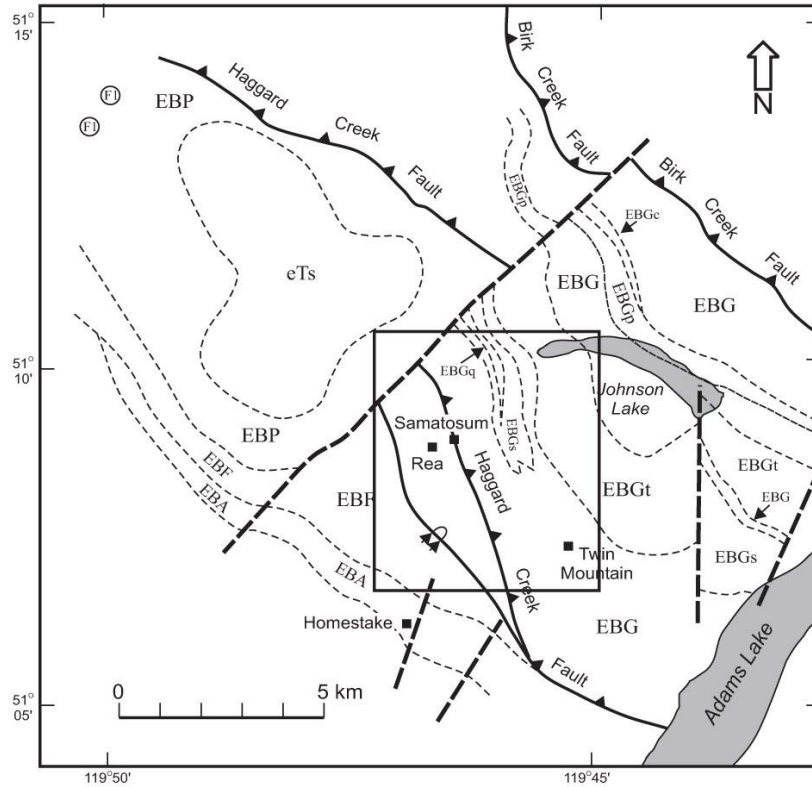 51°
15'
Birk
Creek
Fault
N
Haggard
Creek
Fault
EBP
F1
F1
EBGp
Birk
Creek
Fault
EBGc
eTs
EBG
EBGp
EBG
51°
10'
EBGq
Johnson
Lake
Samatosum
Rea
EBGs
EBP
EBF
EBA
EBF
Haggard
Creek
Fault
EBGt
EBGt
EBG
EBGs
Twin
Mountain
EBA
Homestake
EBG
Adams Lake
0
5 km
51°
05'
119°50'
119°45'